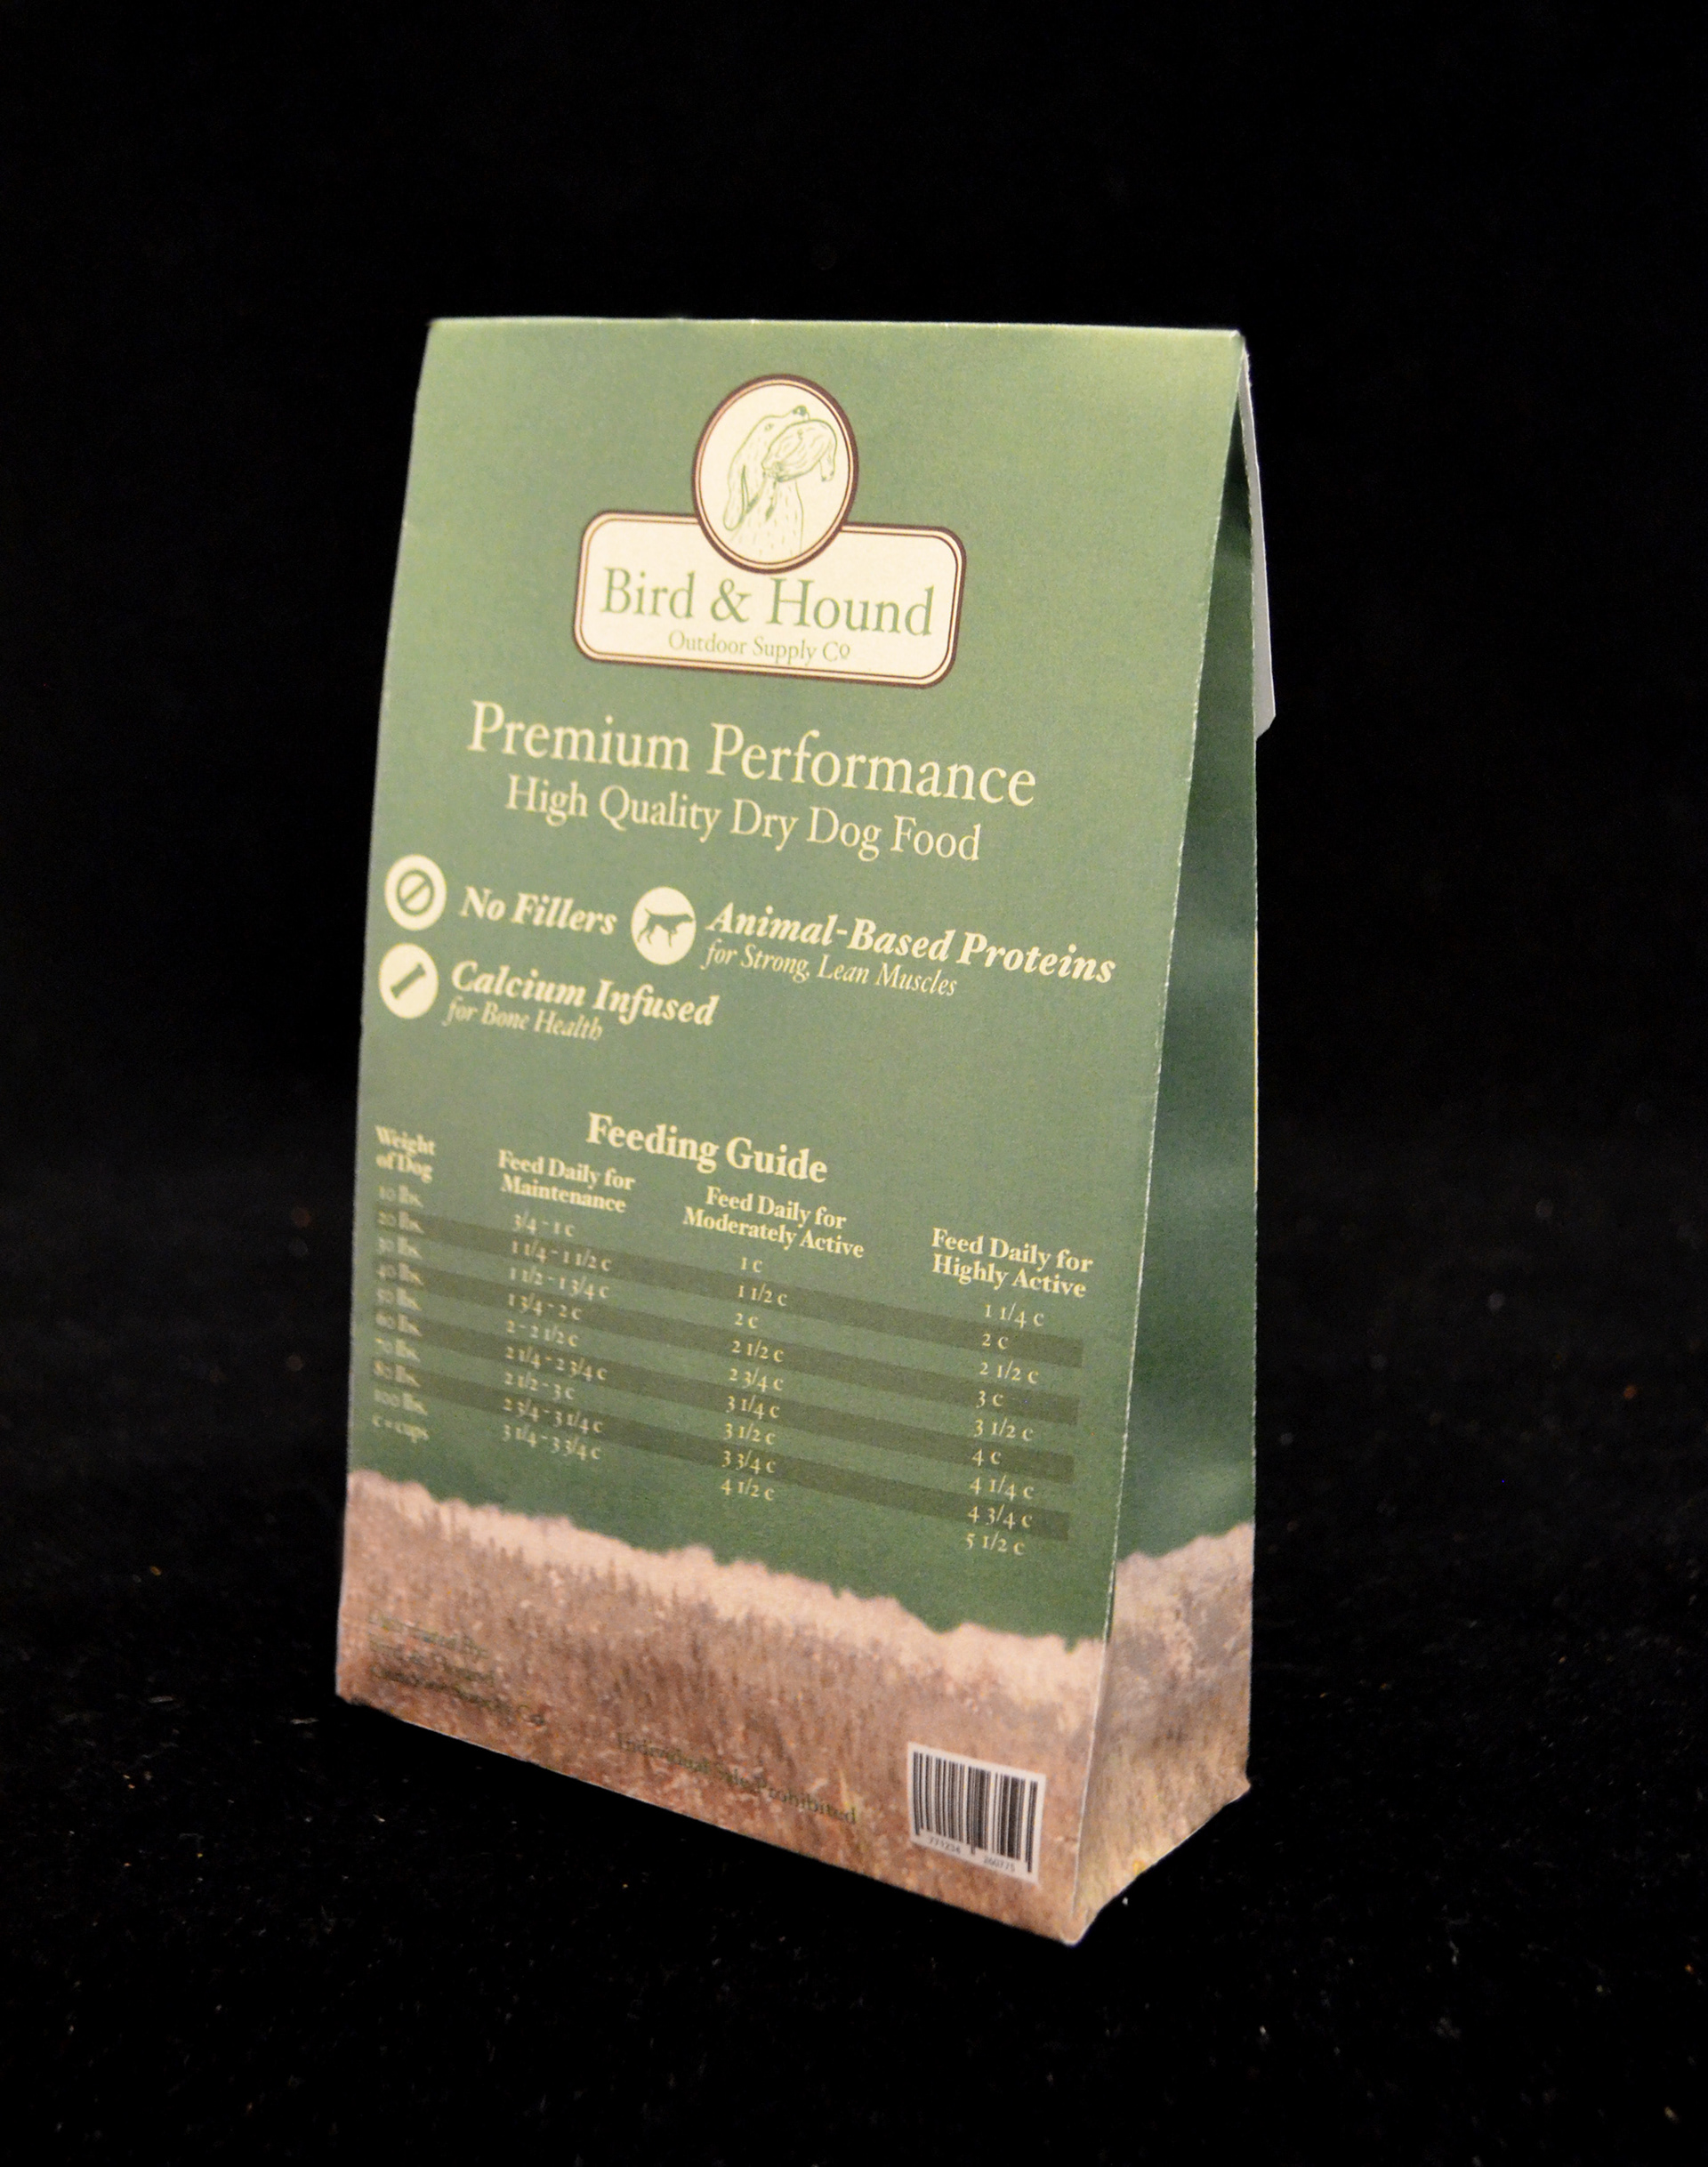 Bird & Hound
Outdoor Supply Co
Premium Performance
High Quality Dry Dog Food
No Fillers
Animal-Based Proteins
for Strong, Lean Muscles
Calcium Infused
for Bone Health
Feeding Guide
Weight of Dog Feed Daily for Maintenance Feed Daily for Moderately Active Feed Daily for Highly Active
10 lbs. 3/4 - 1 c 1 c 1 1/4 c
20 lbs. 1 1/4 - 1 1/2 c 1 1/2 c 2 c
30 lbs. 1 1/2 - 1 3/4 c 2 c 2 1/2 c
40 lbs. 1 3/4 - 2 c 2 1/2 c 3 c
50 lbs. 2 - 2 1/2 c 2 3/4 c 3 1/2 c
60 lbs. 2 1/4 - 2 3/4 c 3 1/4 c 4 c
70 lbs. 2 1/2 - 3 c 3 1/2 c 4 1/4 c
80 lbs. 2 3/4 - 3 1/4 c 3 3/4 c 4 3/4 c
100 lbs. 3 1/4 - 3 3/4 c 4 1/2 c 5 1/2 c
c = cups
Individual Sale Prohibited
771234 260775